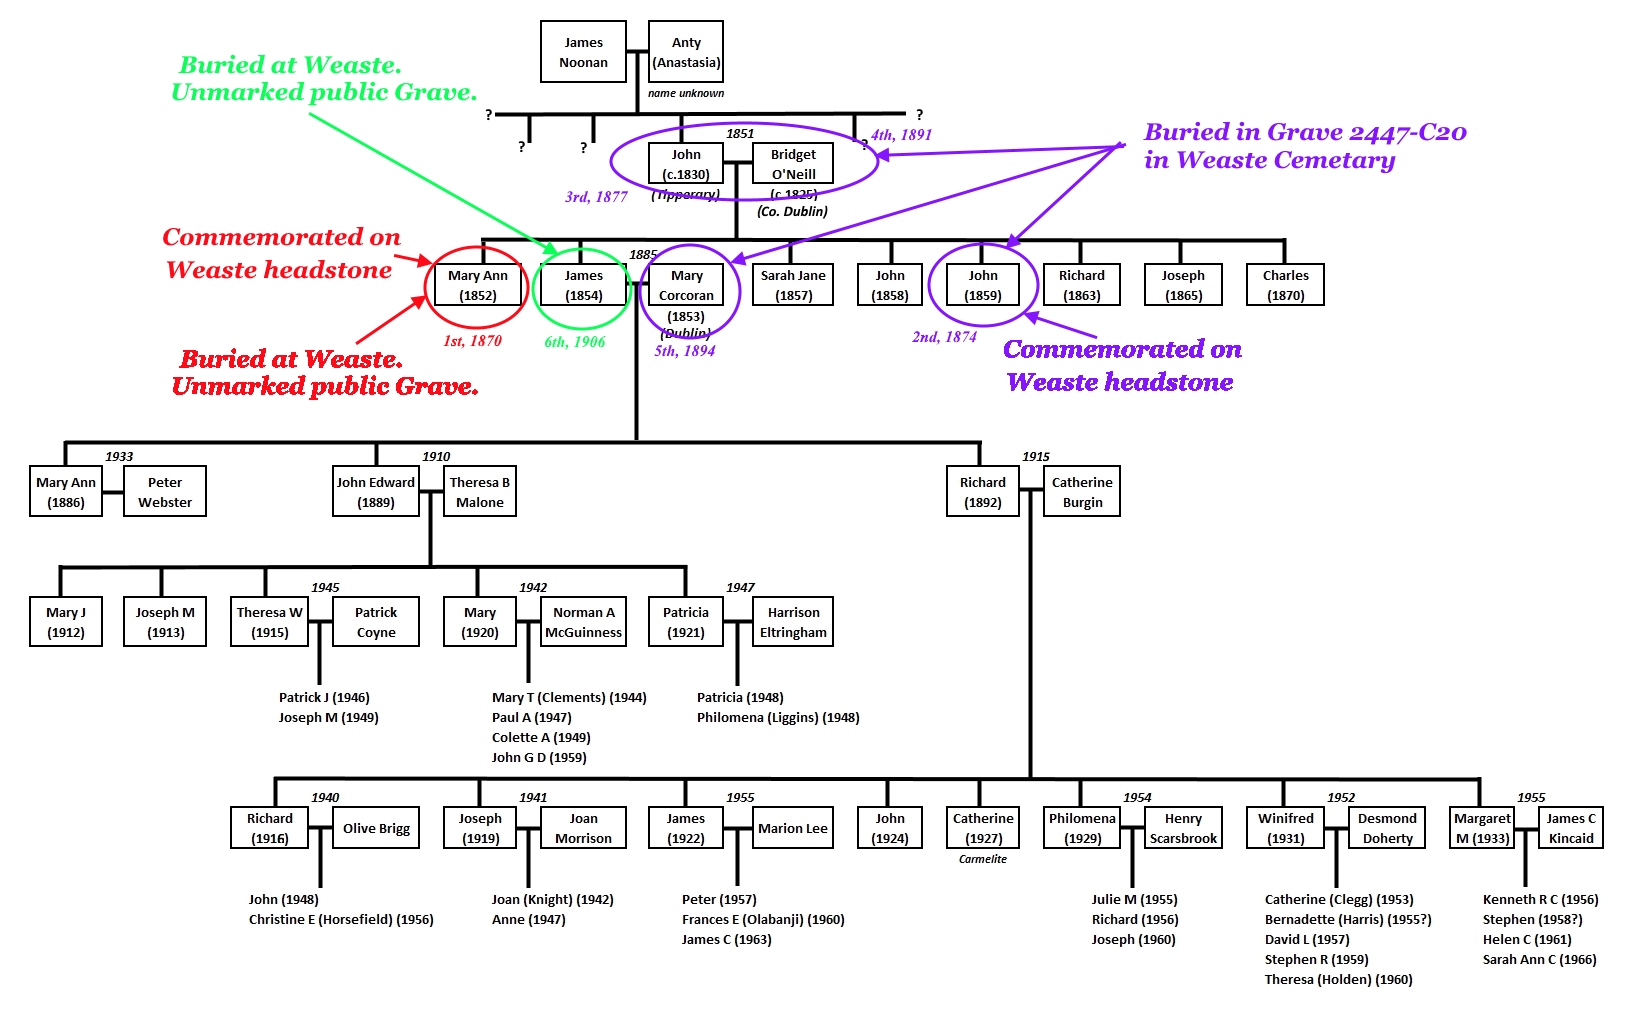 James
Noonan
Anty
(Anastasia)
name unknown
Buried at Weaste.
Unmarked public Grave.
?
?
?
?
?
1851
4th, 1891
Buried in Grave 2447-C20
in Weaste Cemetary
John
(c.1830)
(Tipperary)
Bridget
O'Neill
(c.1825)
(Co. Dublin)
3rd, 1877
Commemorated on
Weaste headstone
Mary Ann
(1852)
James
(1854)
1885
Mary
Corcoran
(1853)
(Dublin)
Sarah Jane
(1857)
John
(1858)
John
(1859)
Richard
(1863)
Joseph
(1865)
Charles
(1870)
1st, 1870
6th, 1906
5th, 1894
2nd, 1874
Buried at Weaste.
Unmarked public Grave.
Commemorated on
Weaste headstone
Mary Ann
(1886)
1933
Peter
Webster
John Edward
(1889)
1910
Theresa B
Malone
Richard
(1892)
1915
Catherine
Burgin
Mary J
(1912)
Joseph M
(1913)
Theresa W
(1915)
1945
Patrick
Coyne
Mary
(1920)
1942
Norman A
McGuinness
Patricia
(1921)
1947
Harrison
Eltringham
Patrick J (1946)
Joseph M (1949)
Mary T (Clements) (1944)
Paul A (1947)
Colette A (1949)
John G D (1959)
Patricia (1948)
Philomena (Liggins) (1948)
Richard
(1916)
1940
Olive Brigg
Joseph
(1919)
1941
Joan
Morrison
James
(1922)
1955
Marion Lee
John
(1924)
Catherine
(1927)
Carmelite
Philomena
(1929)
1954
Henry
Scarsbrook
Winifred
(1931)
1952
Desmond
Doherty
Margaret
M (1933)
1955
James C
Kincaid
John (1948)
Christine E (Horsefield) (1956)
Joan (Knight) (1942)
Anne (1947)
Peter (1957)
Frances E (Olabanji) (1960)
James C (1963)
Julie M (1955)
Richard (1956)
Joseph (1960)
Catherine (Clegg) (1953)
Bernadette (Harris) (1955?)
David L (1957)
Stephen R (1959)
Theresa (Holden) (1960)
Kenneth R C (1956)
Stephen (1958?)
Helen C (1961)
Sarah Ann C (1966)